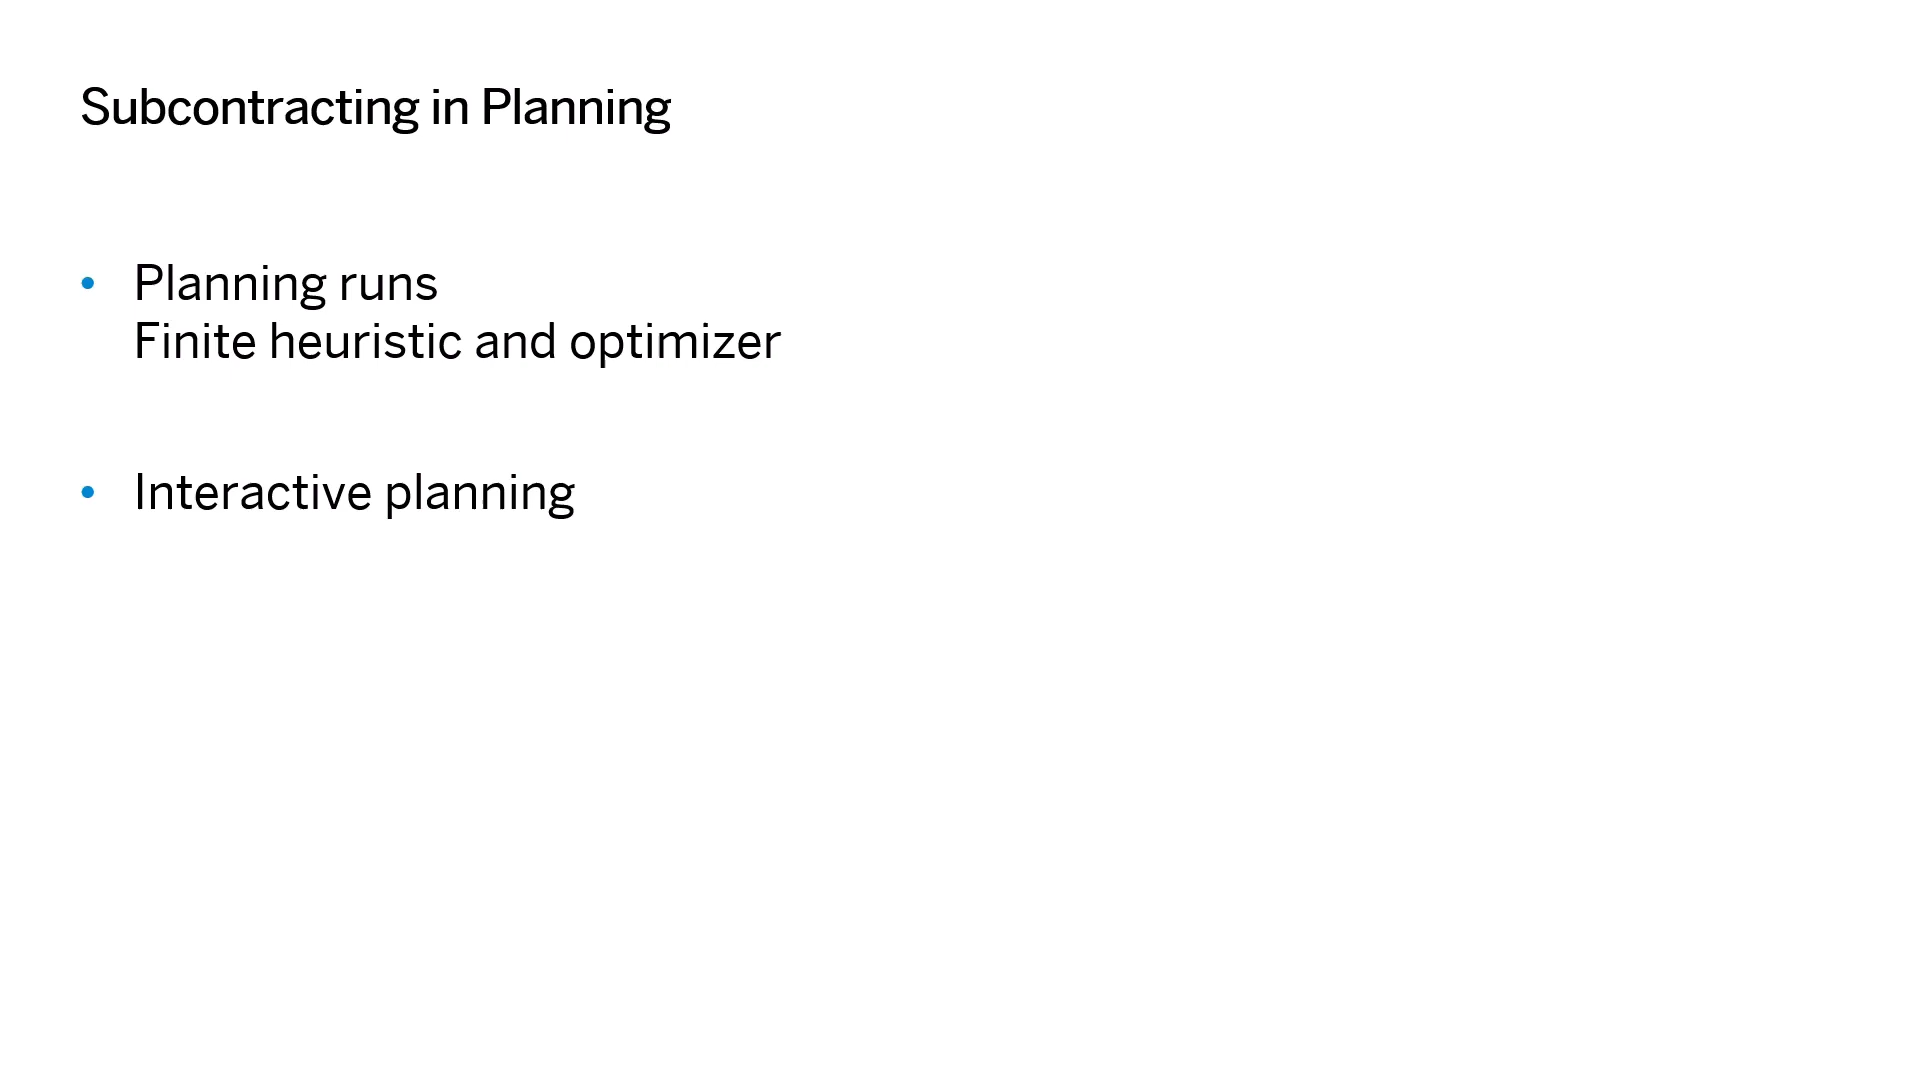 Subcontracting in Planning
• Planning runs
Finite heuristic and optimizer
• Interactive planning